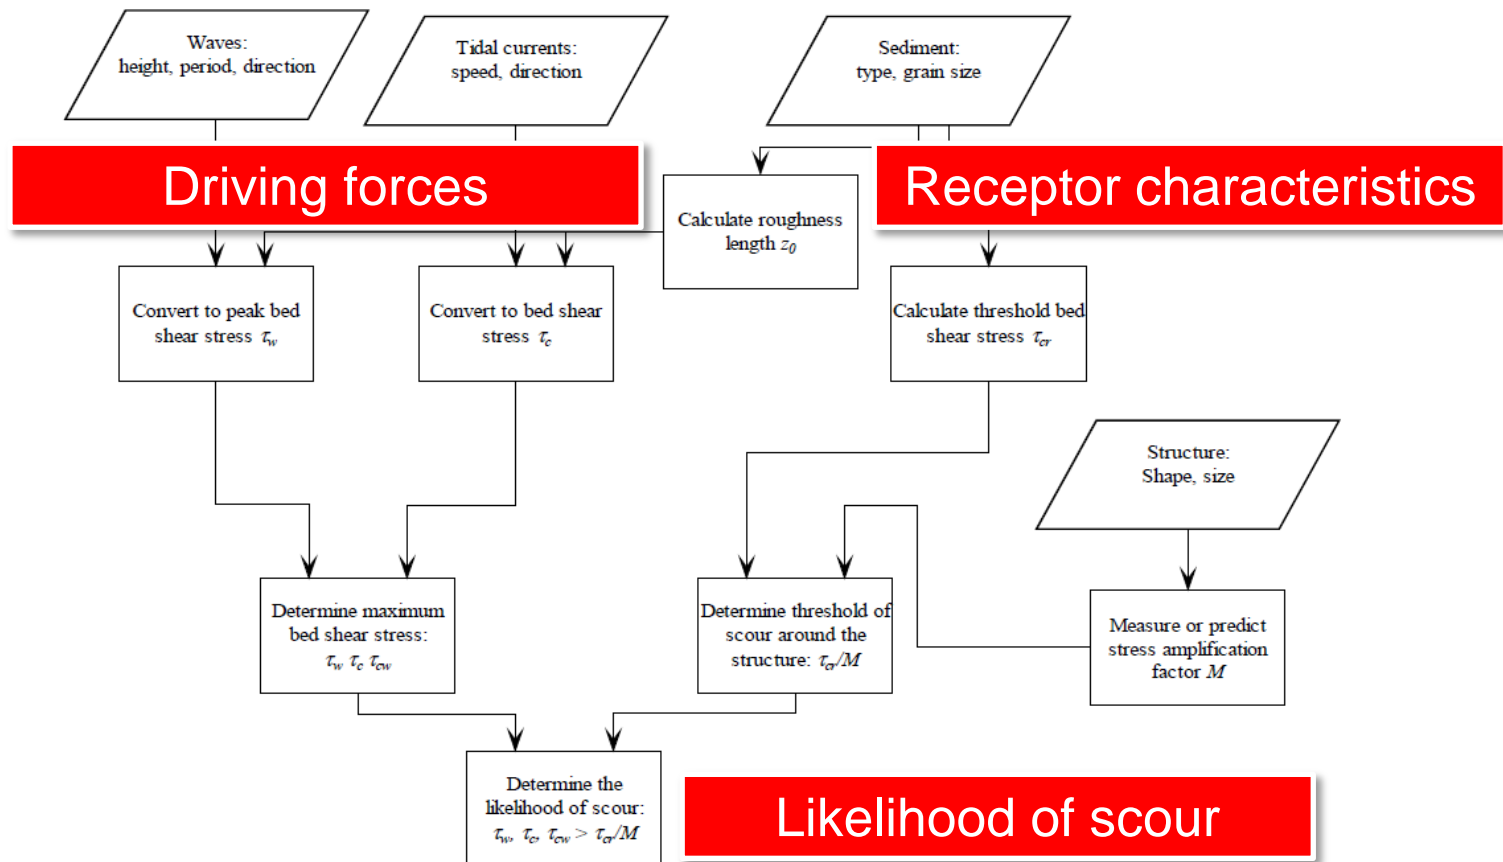 Waves:
height, period, direction
Tidal currents:
speed, direction
Sediment:
type, grain size
Driving forces
Receptor characteristics
Calculate roughness
length z₀
Convert to peak bed
shear stress τw
Convert to bed shear
stress τc
Calculate threshold bed
shear stress τcr
Structure:
Shape, size
Determine maximum
bed shear stress:
τw τc τcw
Determine threshold of
scour around the
structure: τcr/M
Measure or predict
stress amplification
factor M
Determine the
likelihood of scour:
τw, τc, τcw > τcr/M
Likelihood of scour